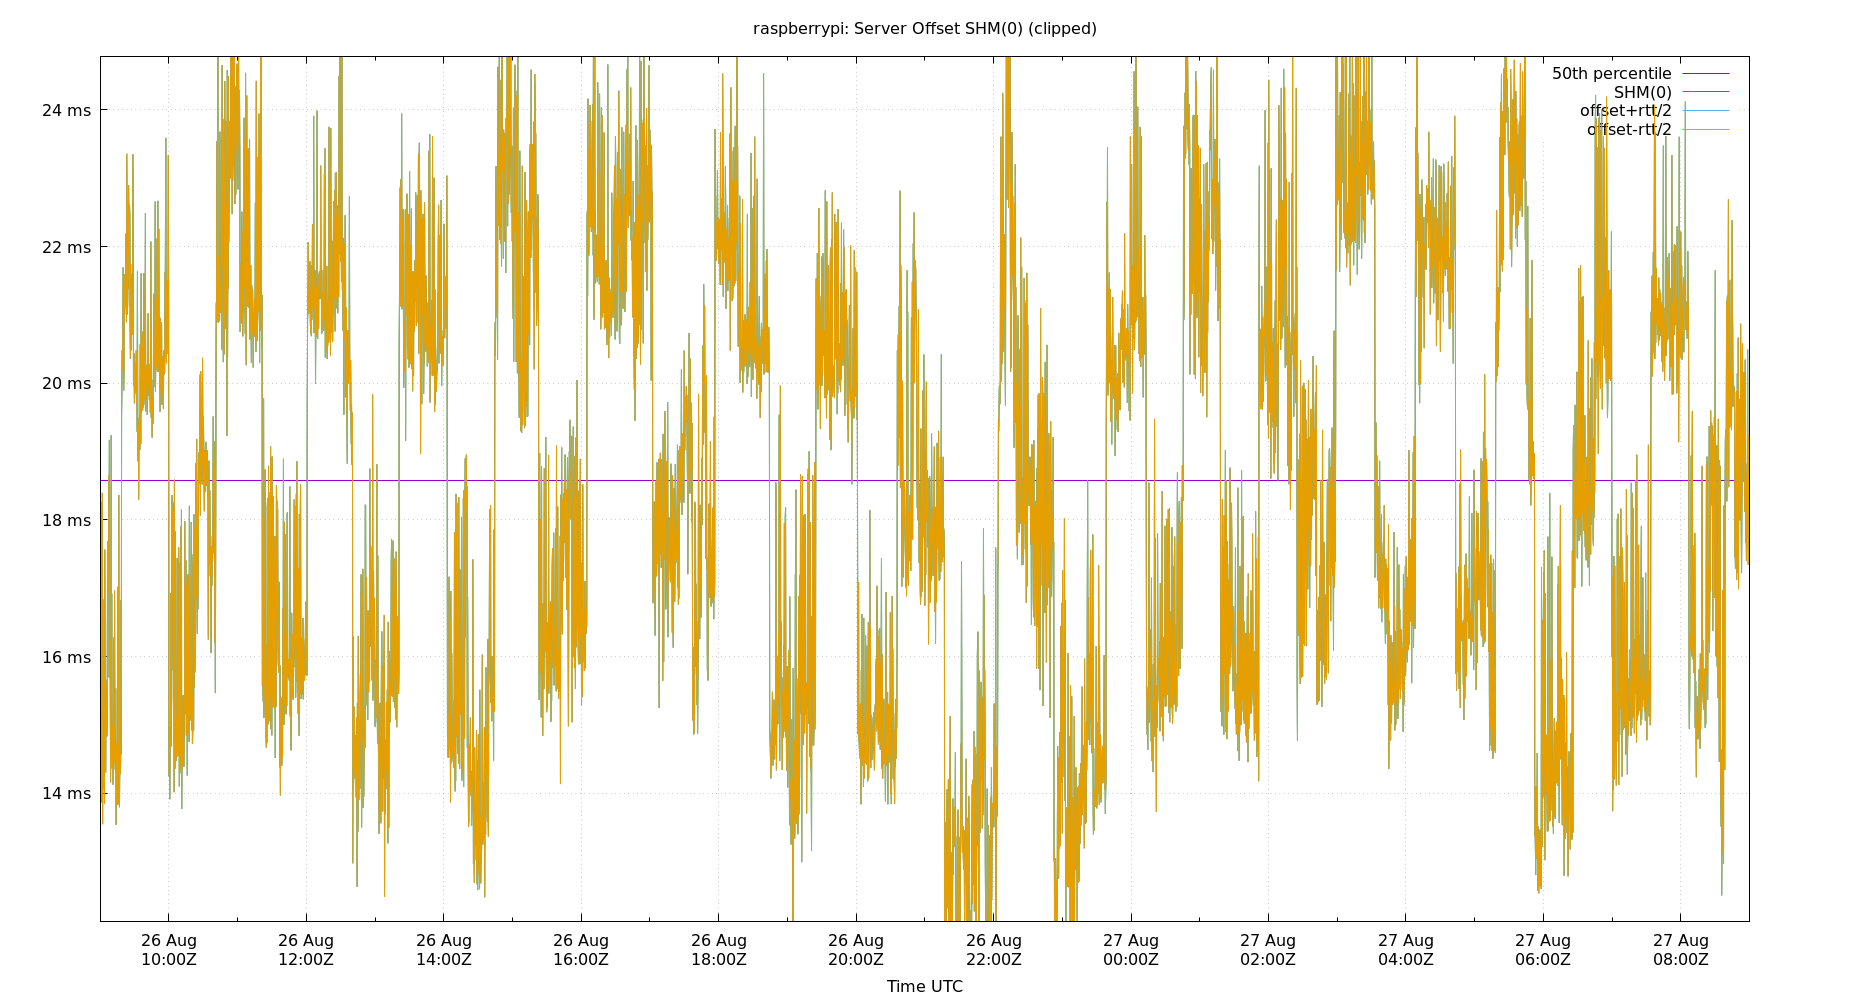 raspberrypi: Server Offset SHM(0) (clipped)
50th percentile
SHM(0)
offset+rtt/2
offset-rtt/2
24 ms
22 ms
20 ms
18 ms
16 ms
14 ms
26 Aug 26 Aug 26 Aug 26 Aug 26 Aug 26 Aug 26 Aug 27 Aug 27 Aug 27 Aug 27 Aug 27 Aug
10:00Z 12:00Z 14:00Z 16:00Z 18:00Z 20:00Z 22:00Z 00:00Z 02:00Z 04:00Z 06:00Z 08:00Z
Time UTC